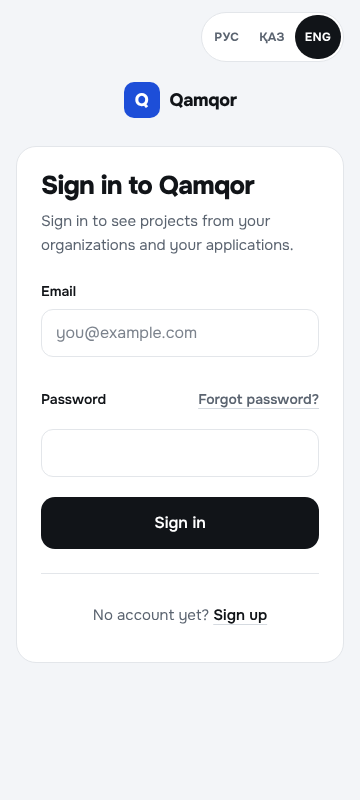 РУС ҚАЗ ENG
Q Qamqor
Sign in to Qamqor
Sign in to see projects from your
organizations and your applications.
Email
you@example.com
Password Forgot password?
Sign in
No account yet? Sign up